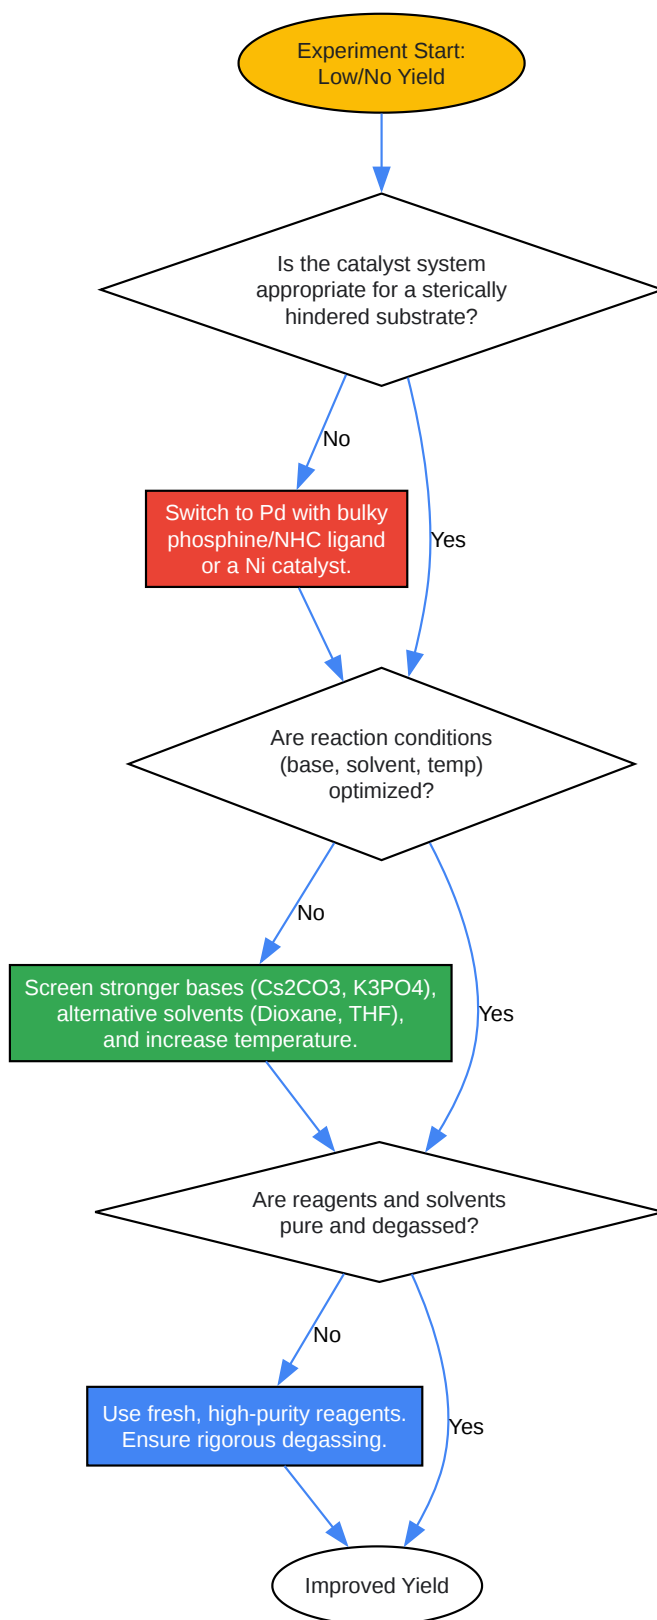 Experiment Start:
Low/No Yield
Is the catalyst system
appropriate for a sterically
hindered substrate?
No
Yes
Switch to Pd with bulky
phosphine/NHC ligand
or a Ni catalyst.
Are reaction conditions
(base, solvent, temp)
optimized?
No
Yes
Screen stronger bases (Cs2CO3, K3PO4),
alternative solvents (Dioxane, THF),
and increase temperature.
Are reagents and solvents
pure and degassed?
No
Yes
Use fresh, high-purity reagents.
Ensure rigorous degassing.
Improved Yield